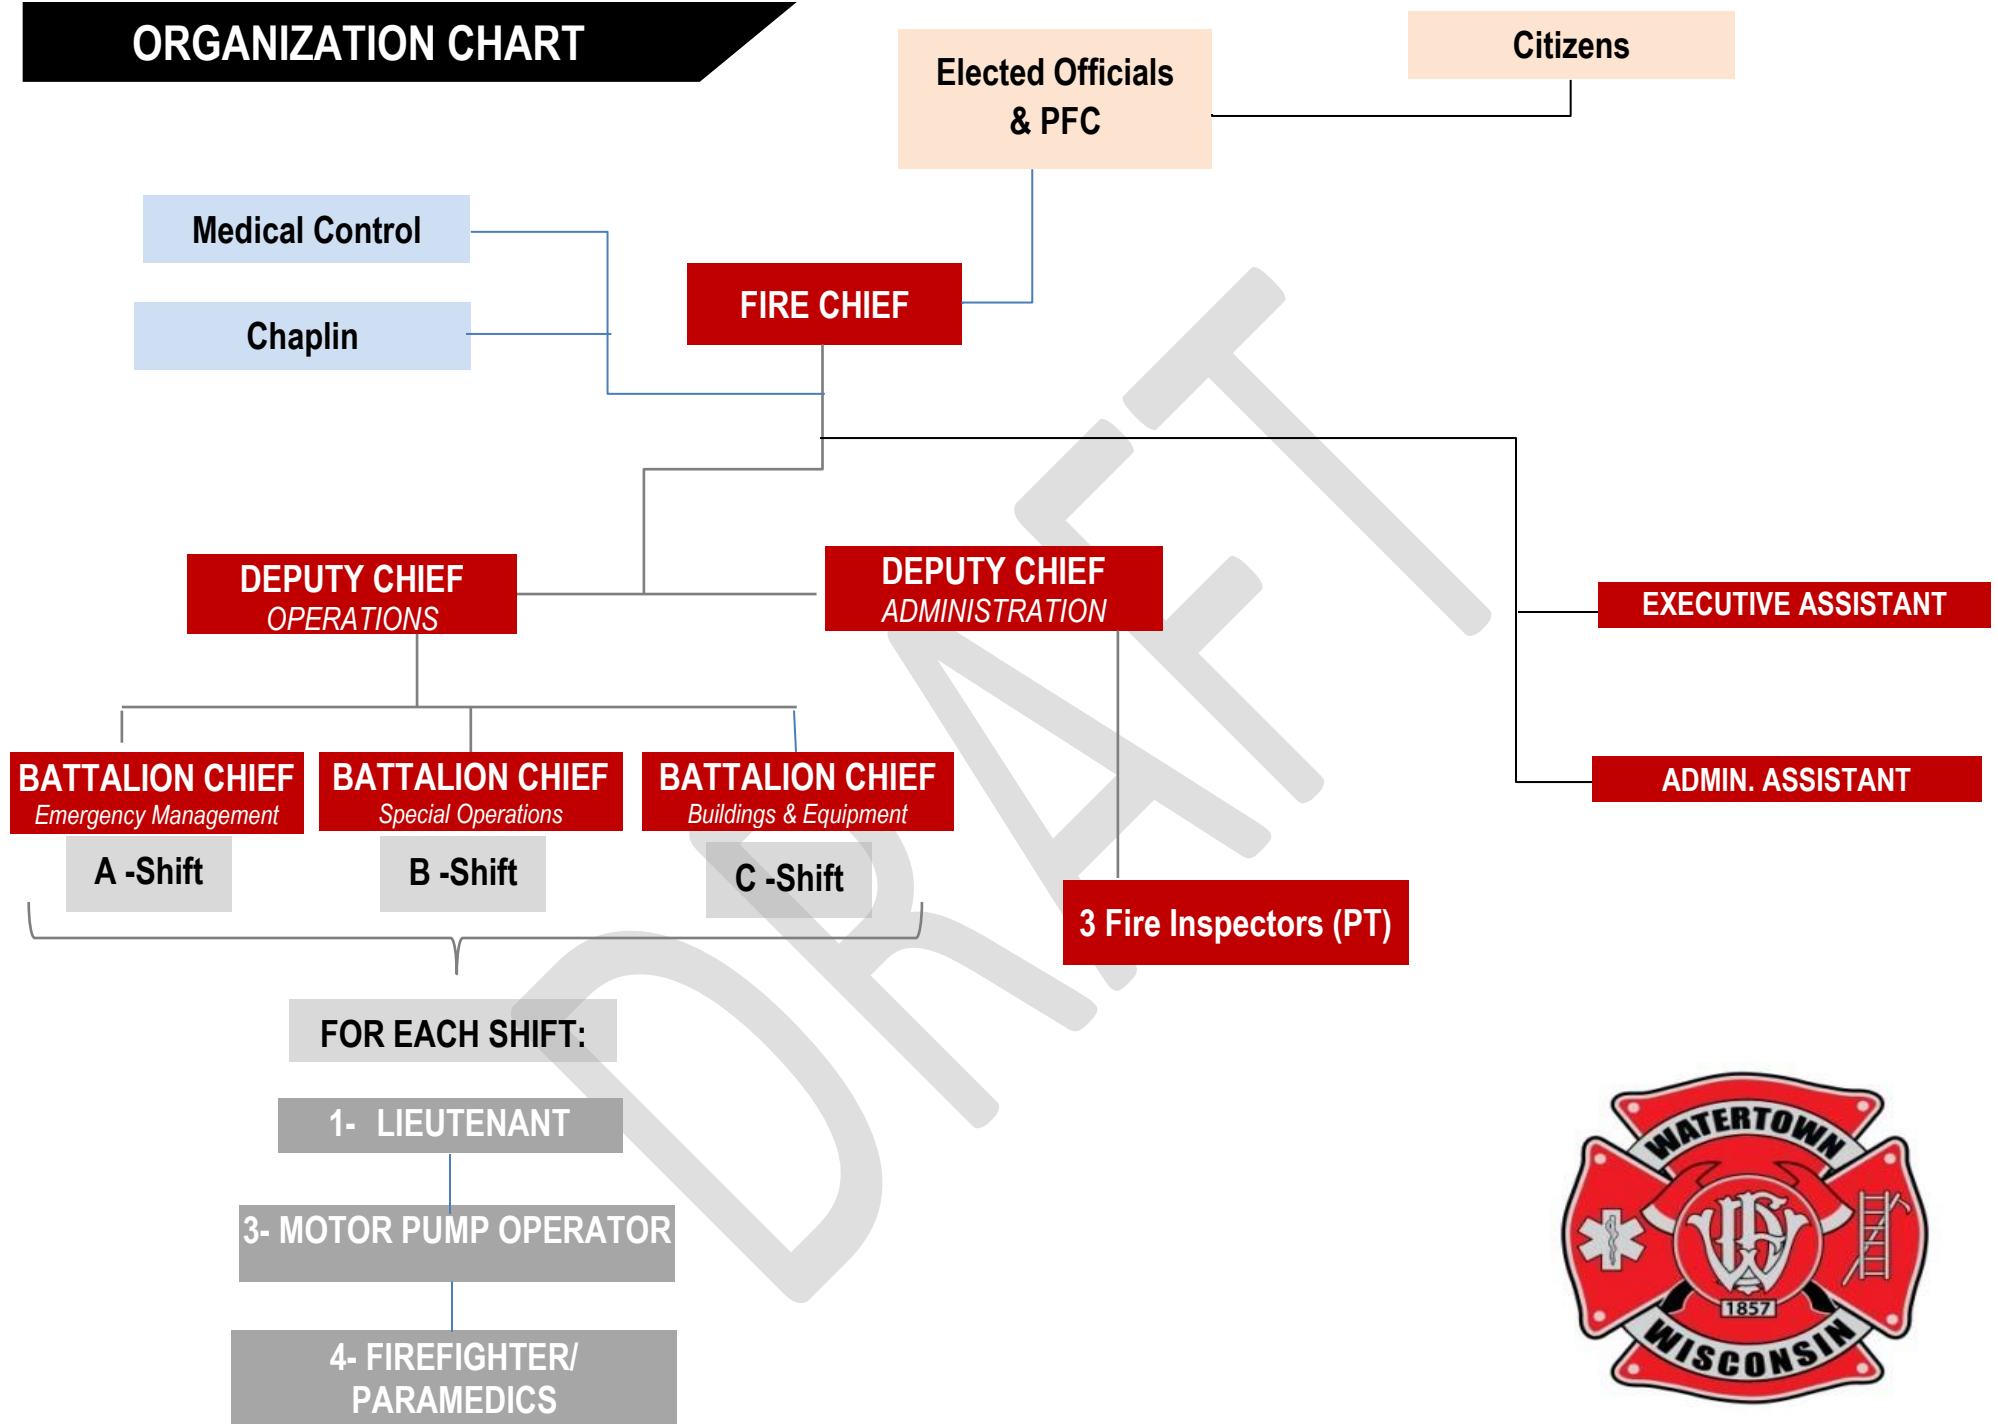 ORGANIZATION CHART
Elected Officials
& PFC
Citizens
Medical Control
Chaplin
FIRE CHIEF
DEPUTY CHIEF
OPERATIONS
DEPUTY CHIEF
ADMINISTRATION
EXECUTIVE ASSISTANT
ADMIN. ASSISTANT
BATTALION CHIEF
Emergency Management
BATTALION CHIEF
Special Operations
BATTALION CHIEF
Buildings & Equipment
A -Shift
B -Shift
C -Shift
3 Fire Inspectors (PT)
FOR EACH SHIFT:
1- LIEUTENANT
3- MOTOR PUMP OPERATOR
4- FIREFIGHTER/
PARAMEDICS
DRAFT
WATERTOWN
WFD
1857
WISCONSIN